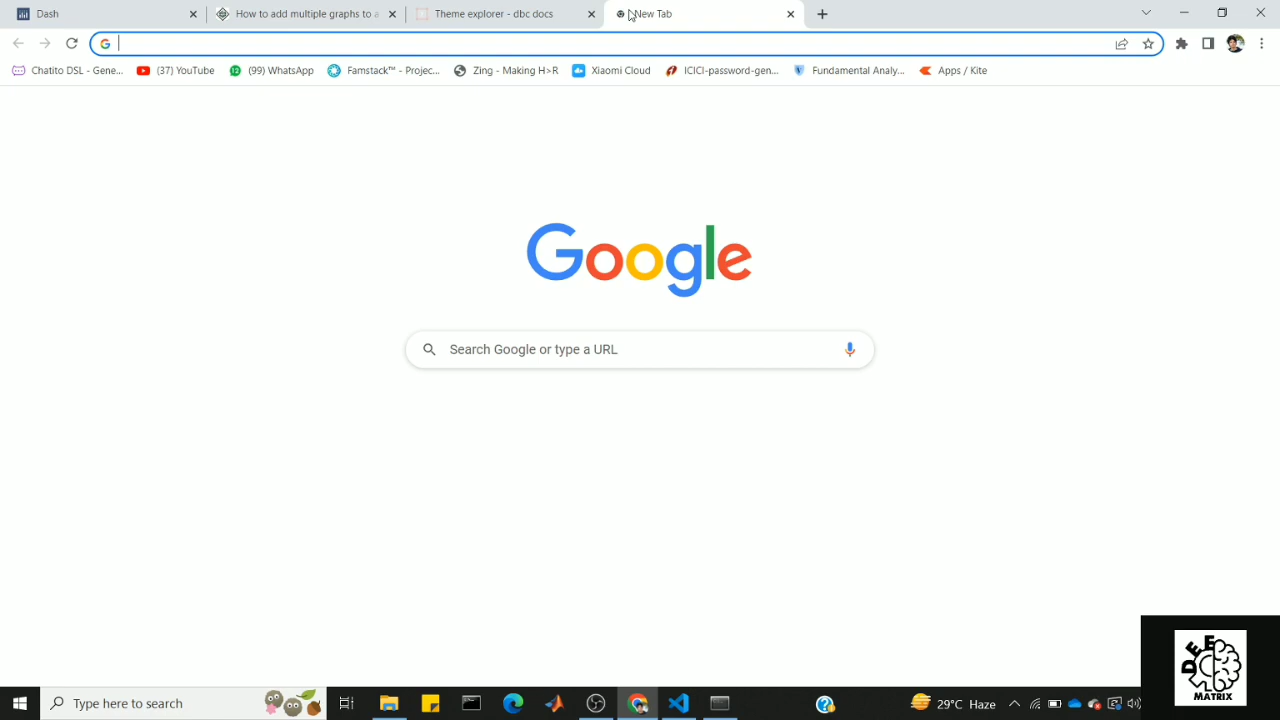 Dash
How to add multiple graphs to a
Theme explorer - dbc docs
New Tab
Chatito DSL - Gene...
(37) YouTube
(99) WhatsApp
Famstack™ - Projec...
Zing - Making H>R
Xiaomi Cloud
ICICI-password-gen...
Fundamental Analy...
Apps / Kite
Google
Search Google or type a URL
Type here to search
29°C Haze
DEE
MATRIX